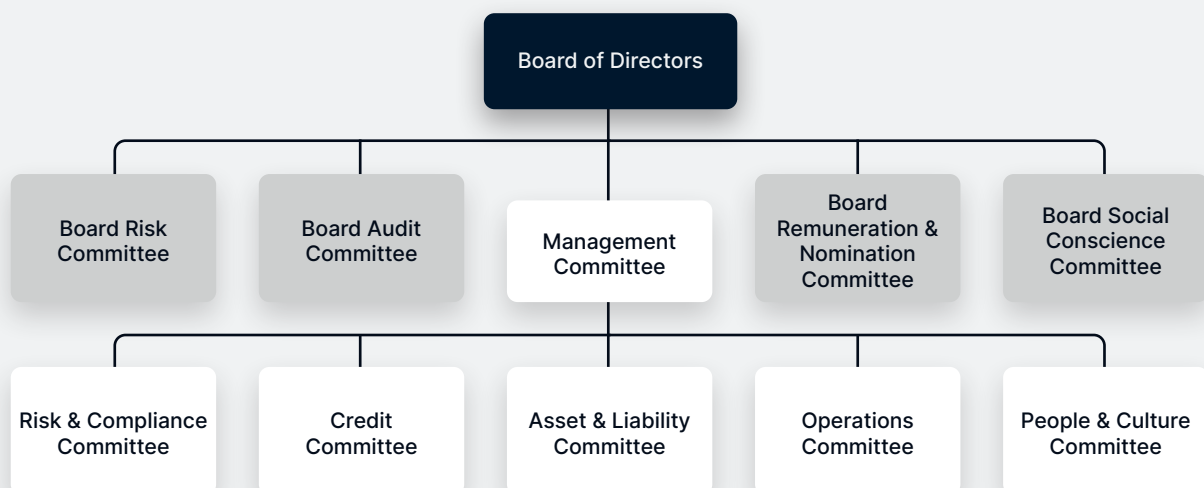 Board of Directors
Board Risk
Committee
Board Audit
Committee
Management
Committee
Board
Remuneration &
Nomination
Committee
Board Social
Conscience
Committee
Risk & Compliance
Committee
Credit
Committee
Asset & Liability
Committee
Operations
Committee
People & Culture
Committee